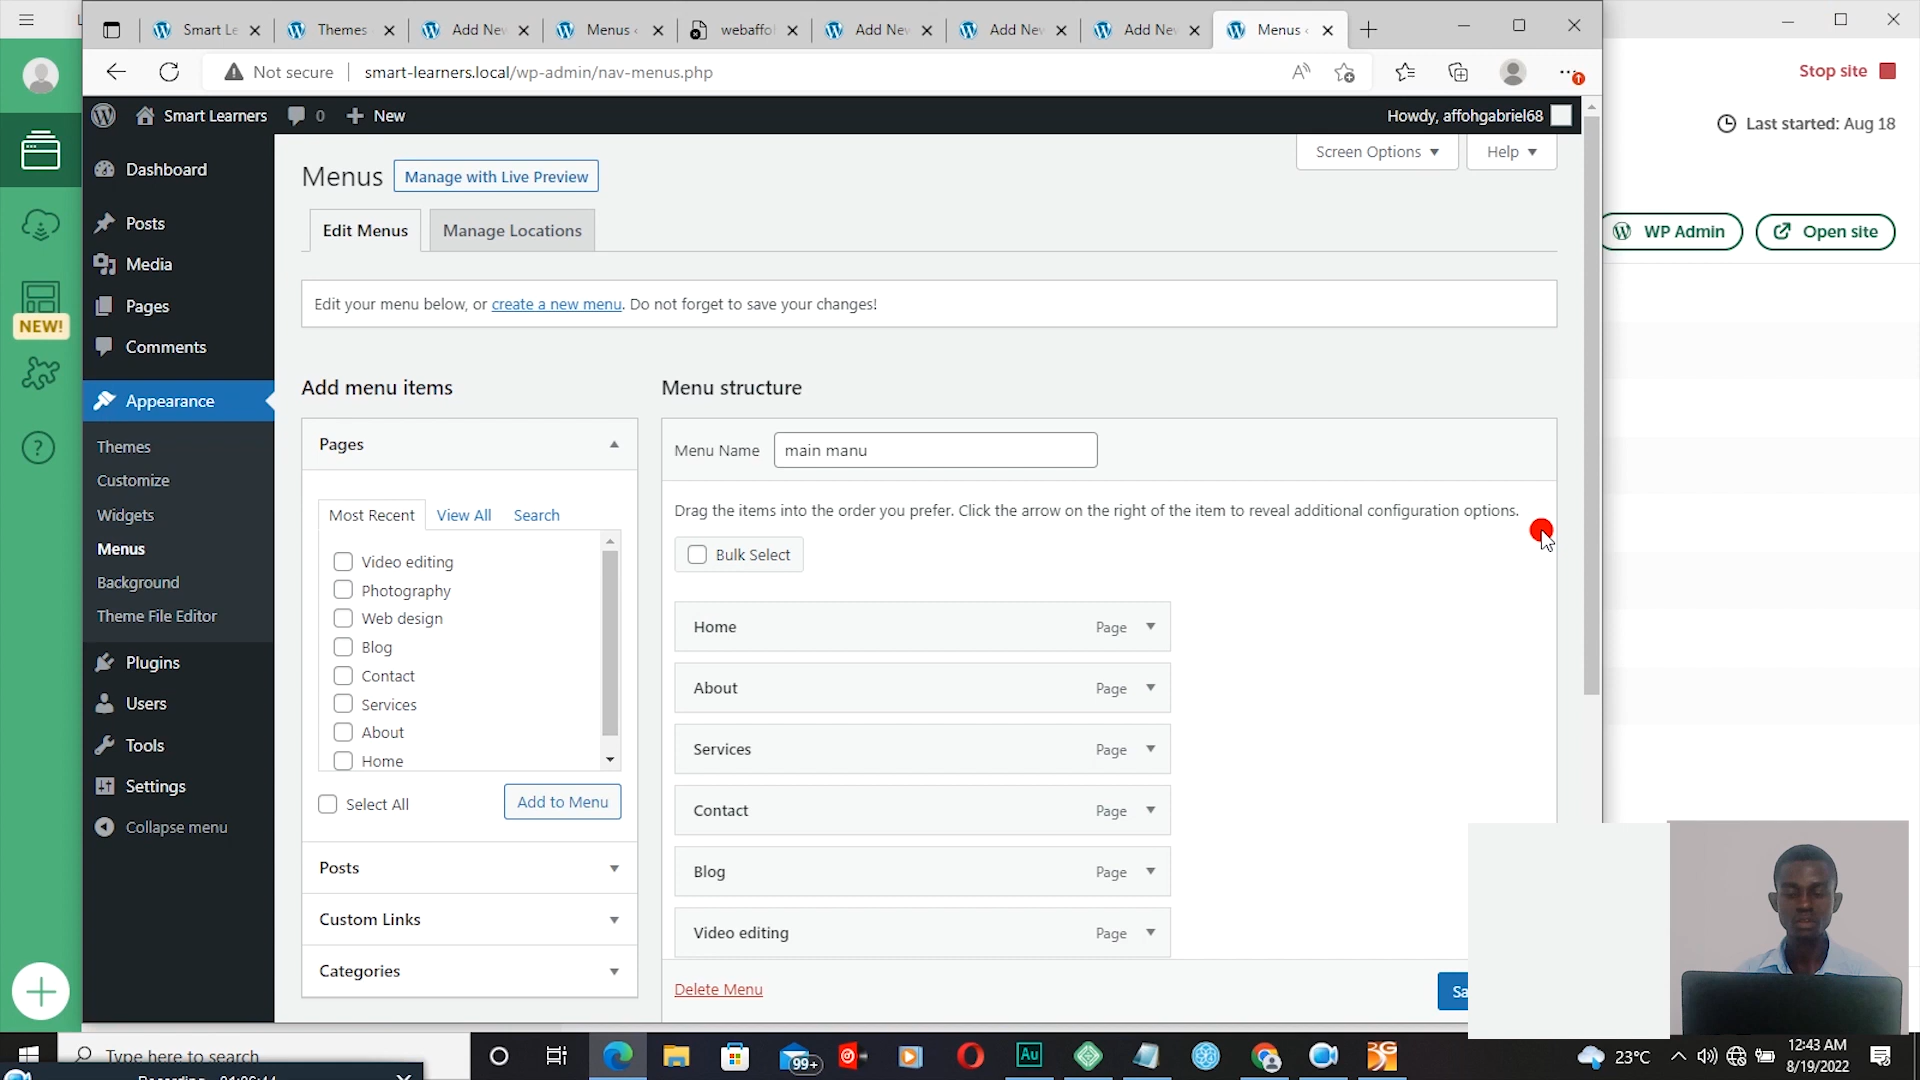 Smart Le
Themes
Add New
Menus ‹
webaffo
Add New
Add New
Add New
Menus ‹
Not secure
smart-learners.local/wp-admin/nav-menus.php
Stop site
Smart Learners
0
New
Howdy, affohgabriel68
Last started: Aug 18
Dashboard
Posts
Media
Pages
Comments
Appearance
Themes
Customize
Widgets
Menus
Background
Theme File Editor
Plugins
Users
Tools
Settings
Collapse menu
NEW!
Menus
Manage with Live Preview
Screen Options
Help
Edit Menus
Manage Locations
WP Admin
Open site
Edit your menu below, or create a new menu. Do not forget to save your changes!
Add menu items
Pages
Most Recent
View All
Search
Video editing
Photography
Web design
Blog
Contact
Services
About
Home
Select All
Add to Menu
Posts
Custom Links
Categories
Menu structure
Menu Name
main manu
Drag the items into the order you prefer. Click the arrow on the right of the item to reveal additional configuration options.
Bulk Select
Home
Page
About
Page
Services
Page
Contact
Page
Blog
Page
Video editing
Page
Delete Menu
Sa
Type here to search
99+
Au
23°C
12:43 AM
8/19/2022